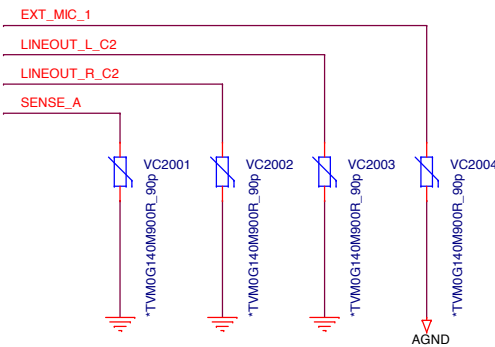 EXT_MIC_1
LINEOUT_L_C2
LINEOUT_R_C2
SENSE_A
VC2001
*TVM0G140M900R_90p
VC2002
*TVM0G140M900R_90p
VC2003
*TVM0G140M900R_90p
VC2004
*TVM0G140M900R_90p
AGND